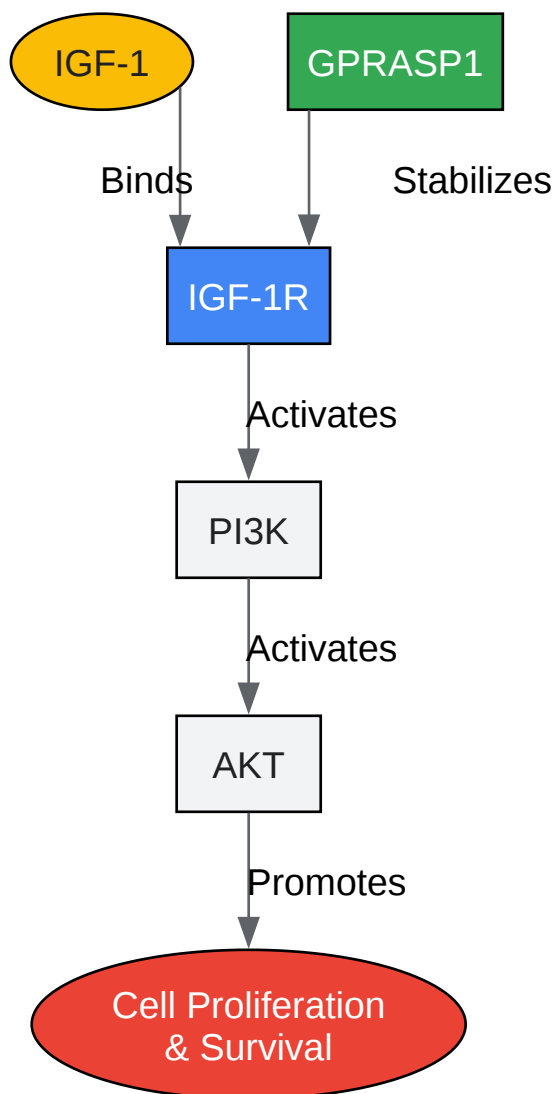 IGF-1
GPRASP1
Binds
Stabilizes
IGF-1R
Activates
PI3K
Activates
AKT
Promotes
Cell Proliferation
& Survival